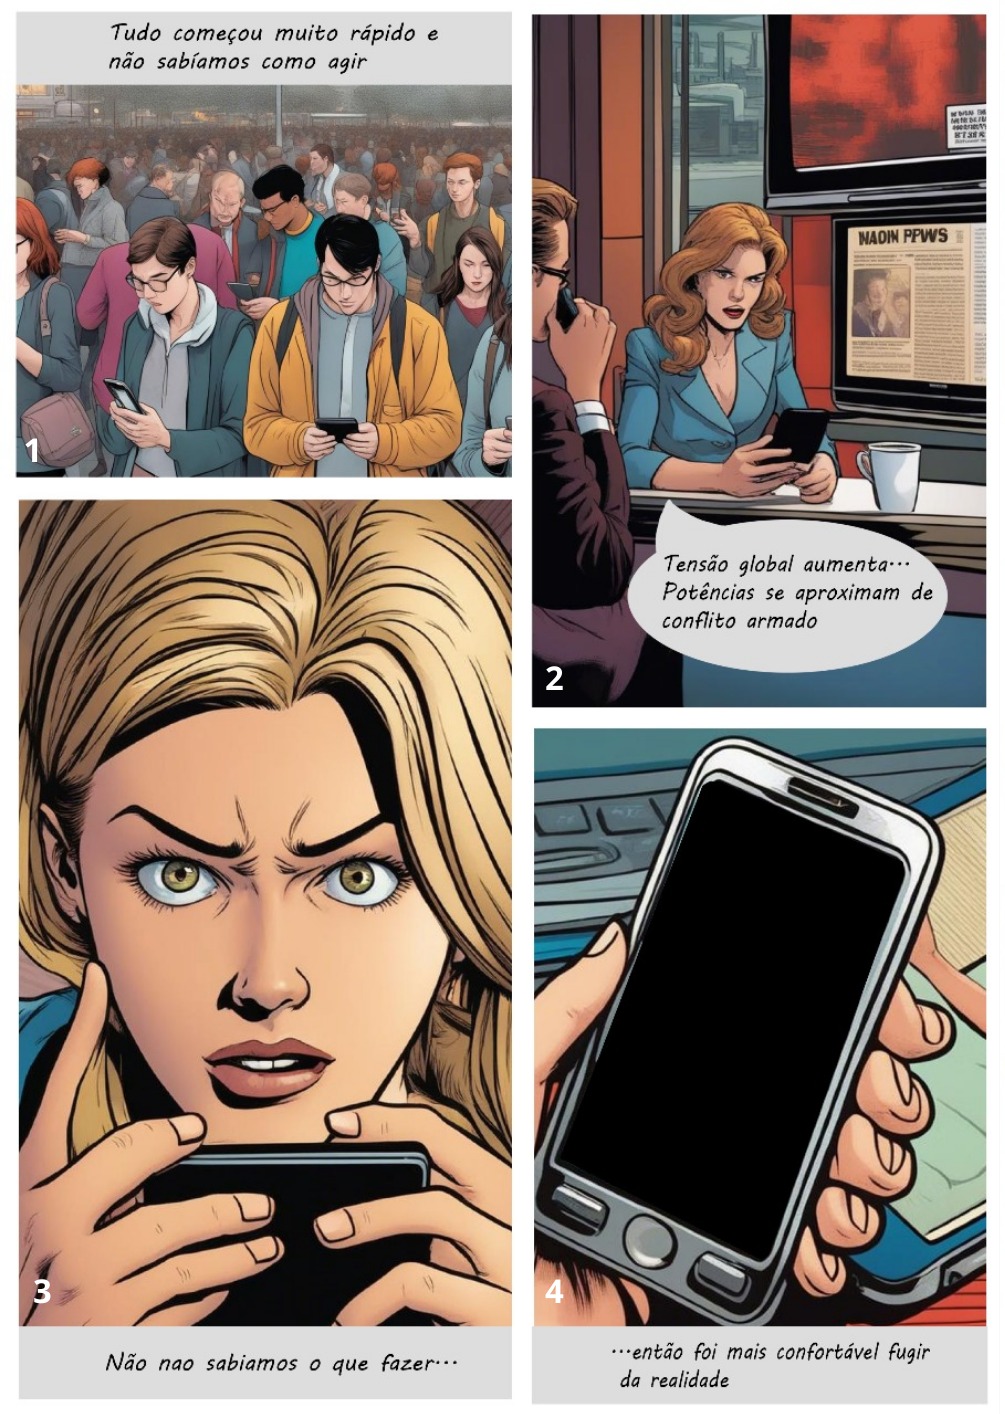 Tudo começou muito rápido e
não sabíamos como agir
1
NAOIN PPWS
Tensão global aumenta...
Potências se aproximam de
conflito armado
2
3
Não nao sabiamos o que fazer...
4
...então foi mais confortável fugir
da realidade